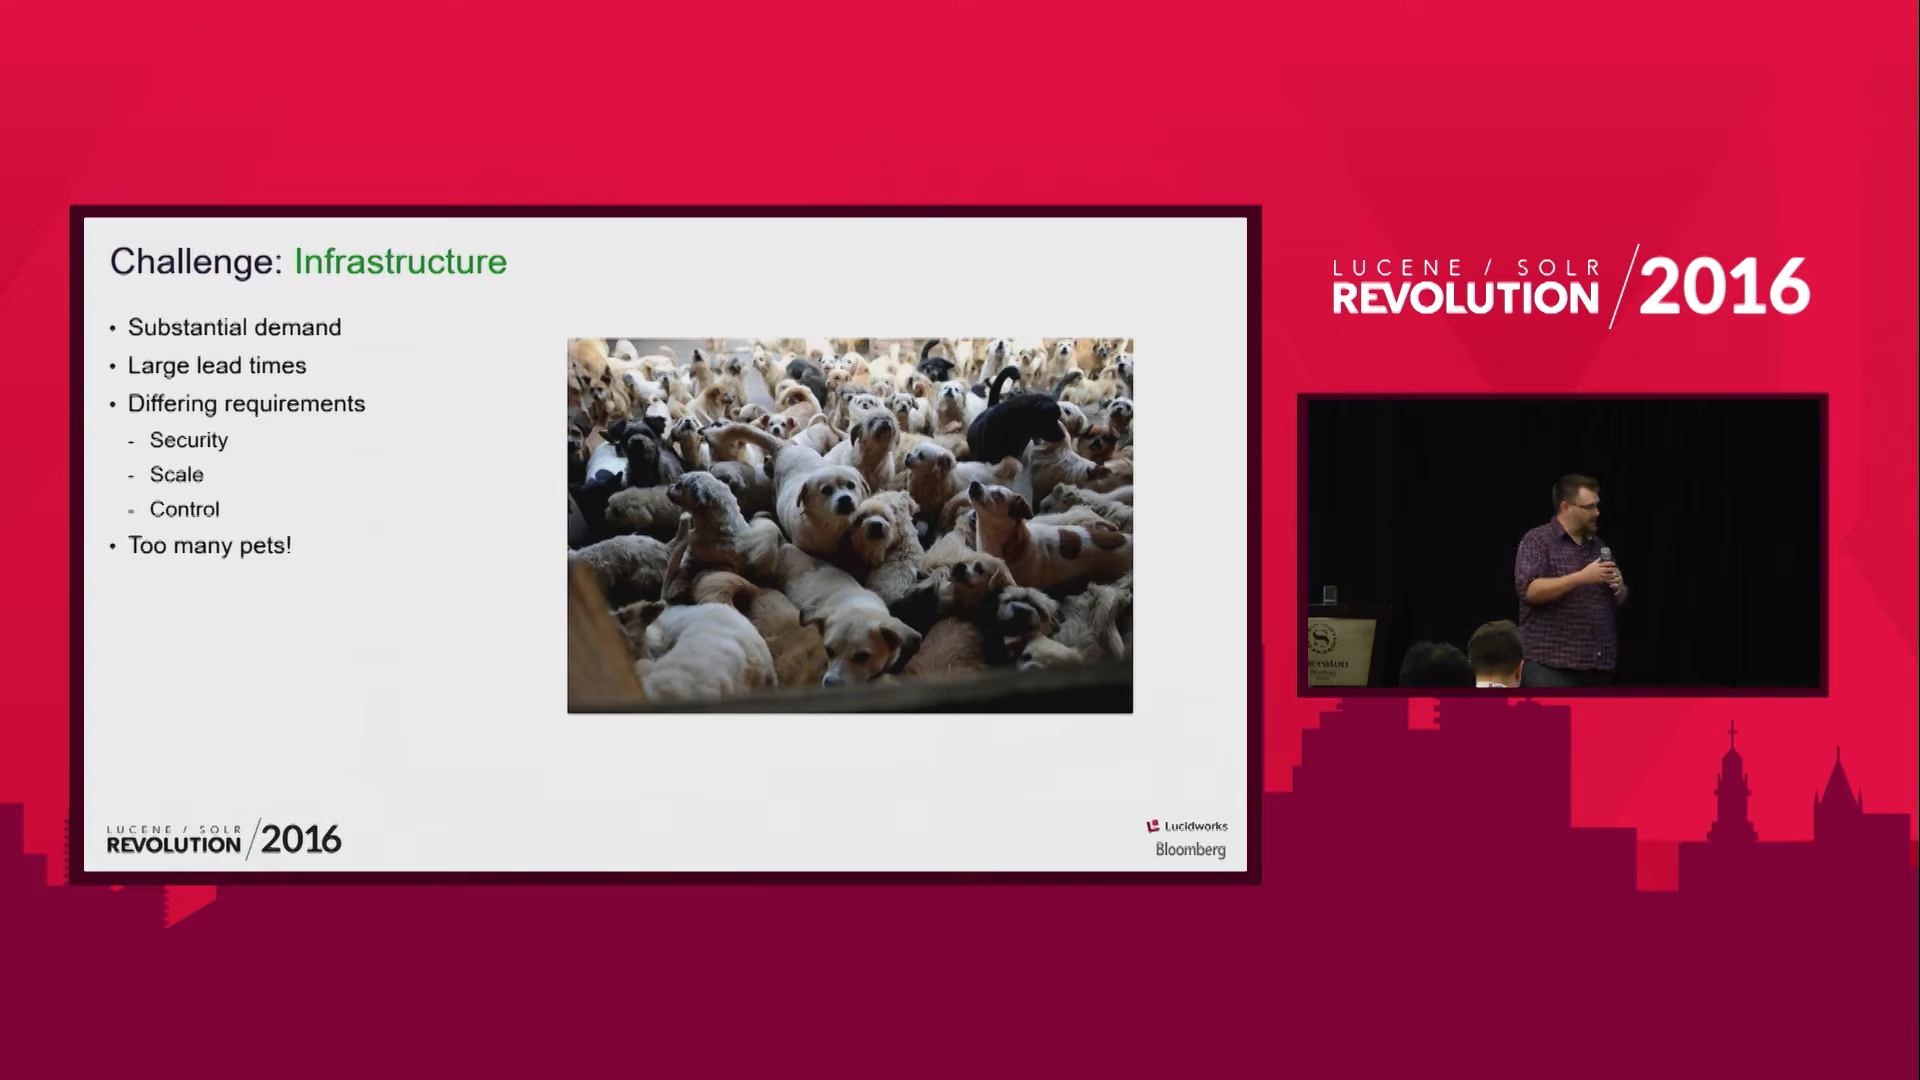 Challenge: Infrastructure
• Substantial demand
• Large lead times
• Differing requirements
- Security
- Scale
- Control
• Too many pets!
LUCENE / SOLR
REVOLUTION /2016
Lucidworks
Bloomberg
LUCENE / SOLR
REVOLUTION /2016
S